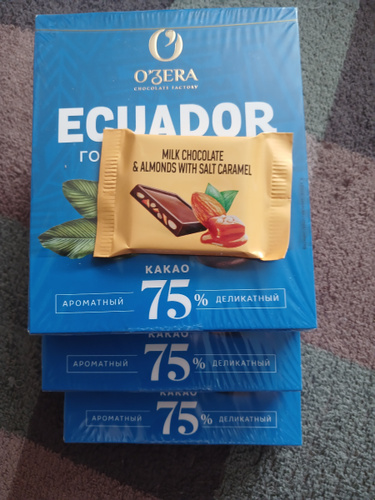 O'ZERA
CHOCOLATE FACTORY
ECUADOR
ГО
MILK CHOCOLATE
& ALMONDS WITH SALT CARAMEL
КАКАО
АРОМАТНЫЙ 75% ДЕЛИКАТНЫЙ
АРОМАТНЫЙ 75% ДЕЛИКАТНЫЙ
КАКАО
АРОМАТНЫЙ 75% ДЕЛИКАТНЫЙ